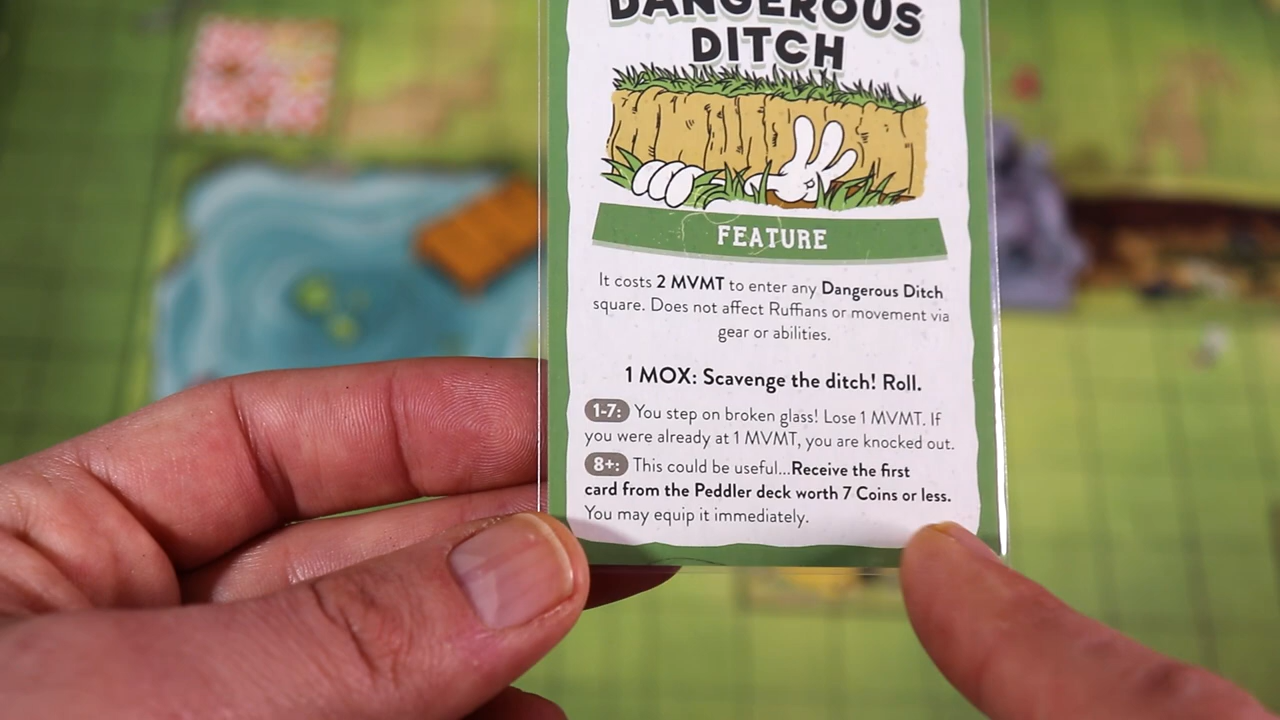 DANGEROUS
DITCH
FEATURE
It costs 2 MVMT to enter any Dangerous Ditch
square. Does not affect Ruffians or movement via
gear or abilities.
1 MOX: Scavenge the ditch! Roll.
1-7: You step on broken glass! Lose 1 MVMT. If
you were already at 1 MVMT, you are knocked out.
8+: This could be useful...Receive the first
card from the Peddler deck worth 7 Coins or less.
You may equip it immediately.